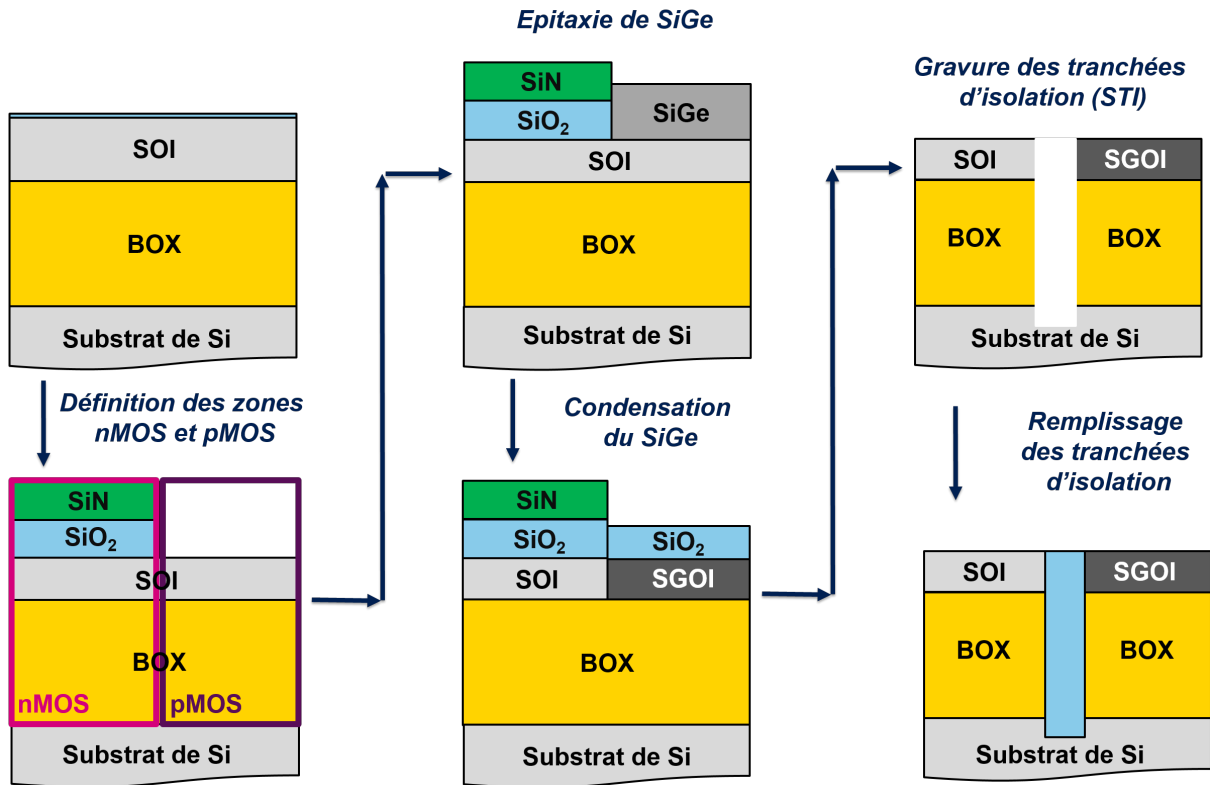 SOI
BOX
Substrat de Si
Définition des zones
nMOS et pMOS
SiN
SiO₂
SOI
BOX
nMOS
pMOS
Substrat de Si
Epitaxie de SiGe
SiN
SiO₂
SiGe
SOI
BOX
Substrat de Si
Condensation
du SiGe
SiN
SiO₂
SiO₂
SOI
SGOI
BOX
Substrat de Si
Gravure des tranchées
d’isolation (STI)
SOI
SGOI
BOX
BOX
Substrat de Si
Remplissage
des tranchées
d’isolation
SOI
SGOI
BOX
BOX
Substrat de Si